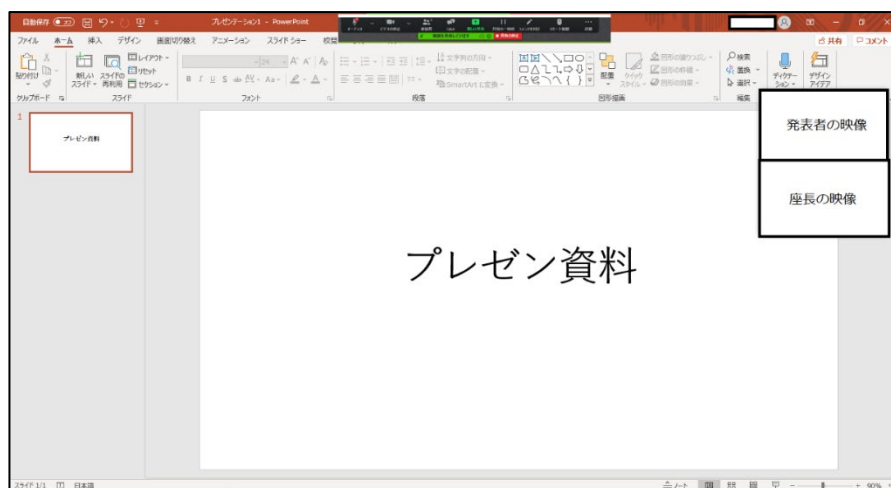 自動保存
プレゼンテーション1 - PowerPoint
ファイル ホーム 挿入 デザイン 画面切り替え アニメーション スライド ショー 校閲
共有 コメント
貼り付け
新しい
スライド
スライドの
再利用
レイアウト
リセット
セクション
文字列の方向
文字の配置
SmartArt に変換
配置
クイック
スタイル
図形の塗りつぶし
図形の枠線
図形の効果
検索
置換
選択
ディクテー
ション
デザイン
アイデア
クリップボード スライド フォント 段落 図形描画 編集
発表者の映像
座長の映像
1
プレゼン資料
プレゼン資料
スライド 1/1 日本語
ノート 90%